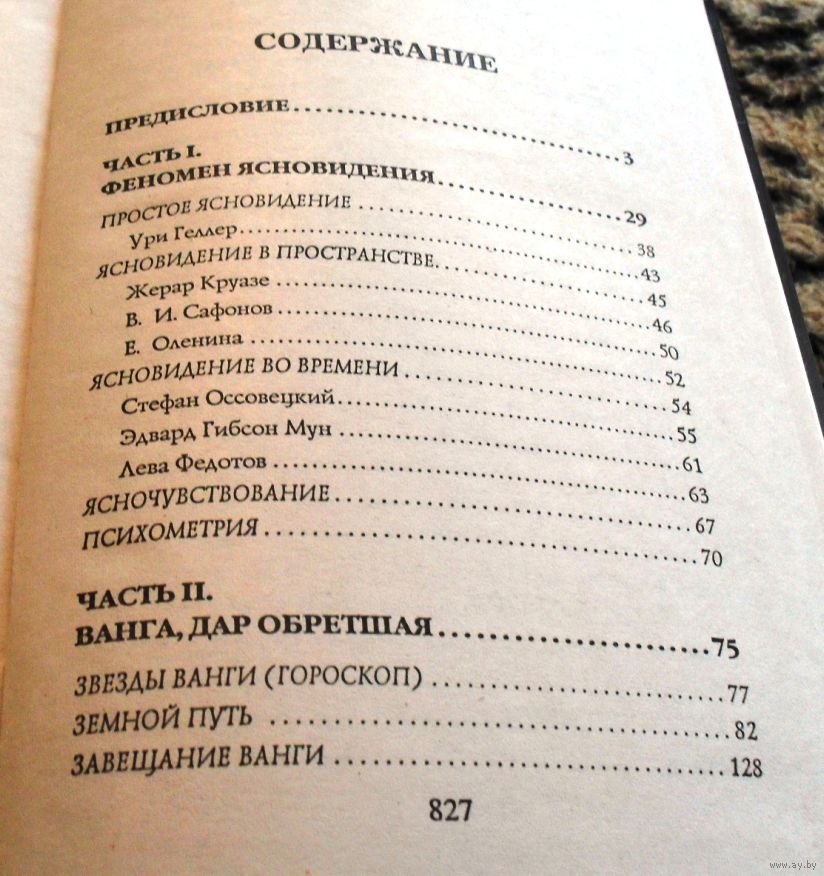 СОДЕРЖАНИЕ
ПРЕДИСЛОВИЕ..............................3
ЧАСТЬ I.
ФЕНОМЕН ЯСНОВИДЕНИЯ..................29
ПРОСТОЕ ЯСНОВИДЕНИЕ ..........................38
Ури Геллер..........................................43
ЯСНОВИДЕНИЕ В ПРОСТРАНСТВЕ....................45
Жерар Круазе ......................................46
В. И. Сафонов......................................50
Е. Оленина ........................................52
ЯСНОВИДЕНИЕ ВО ВРЕМЕНИ..........................54
Стефан Оссовецкий..................................55
Эдвард Гибсон Мун ..................................61
Лева Федотов ......................................63
ЯСНОЧУВСТВОВАНИЕ..................................67
ПСИХОМЕТРИЯ ......................................70
ЧАСТЬ II.
ВАНГА, ДАР ОБРЕТШАЯ..........................75
ЗВЕЗДЫ ВАНГИ (ГОРОСКОП) ..........................77
ЗЕМНОЙ ПУТЬ ......................................82
ЗАВЕЩАНИЕ ВАНГИ ..................................128
827
www.ay.by